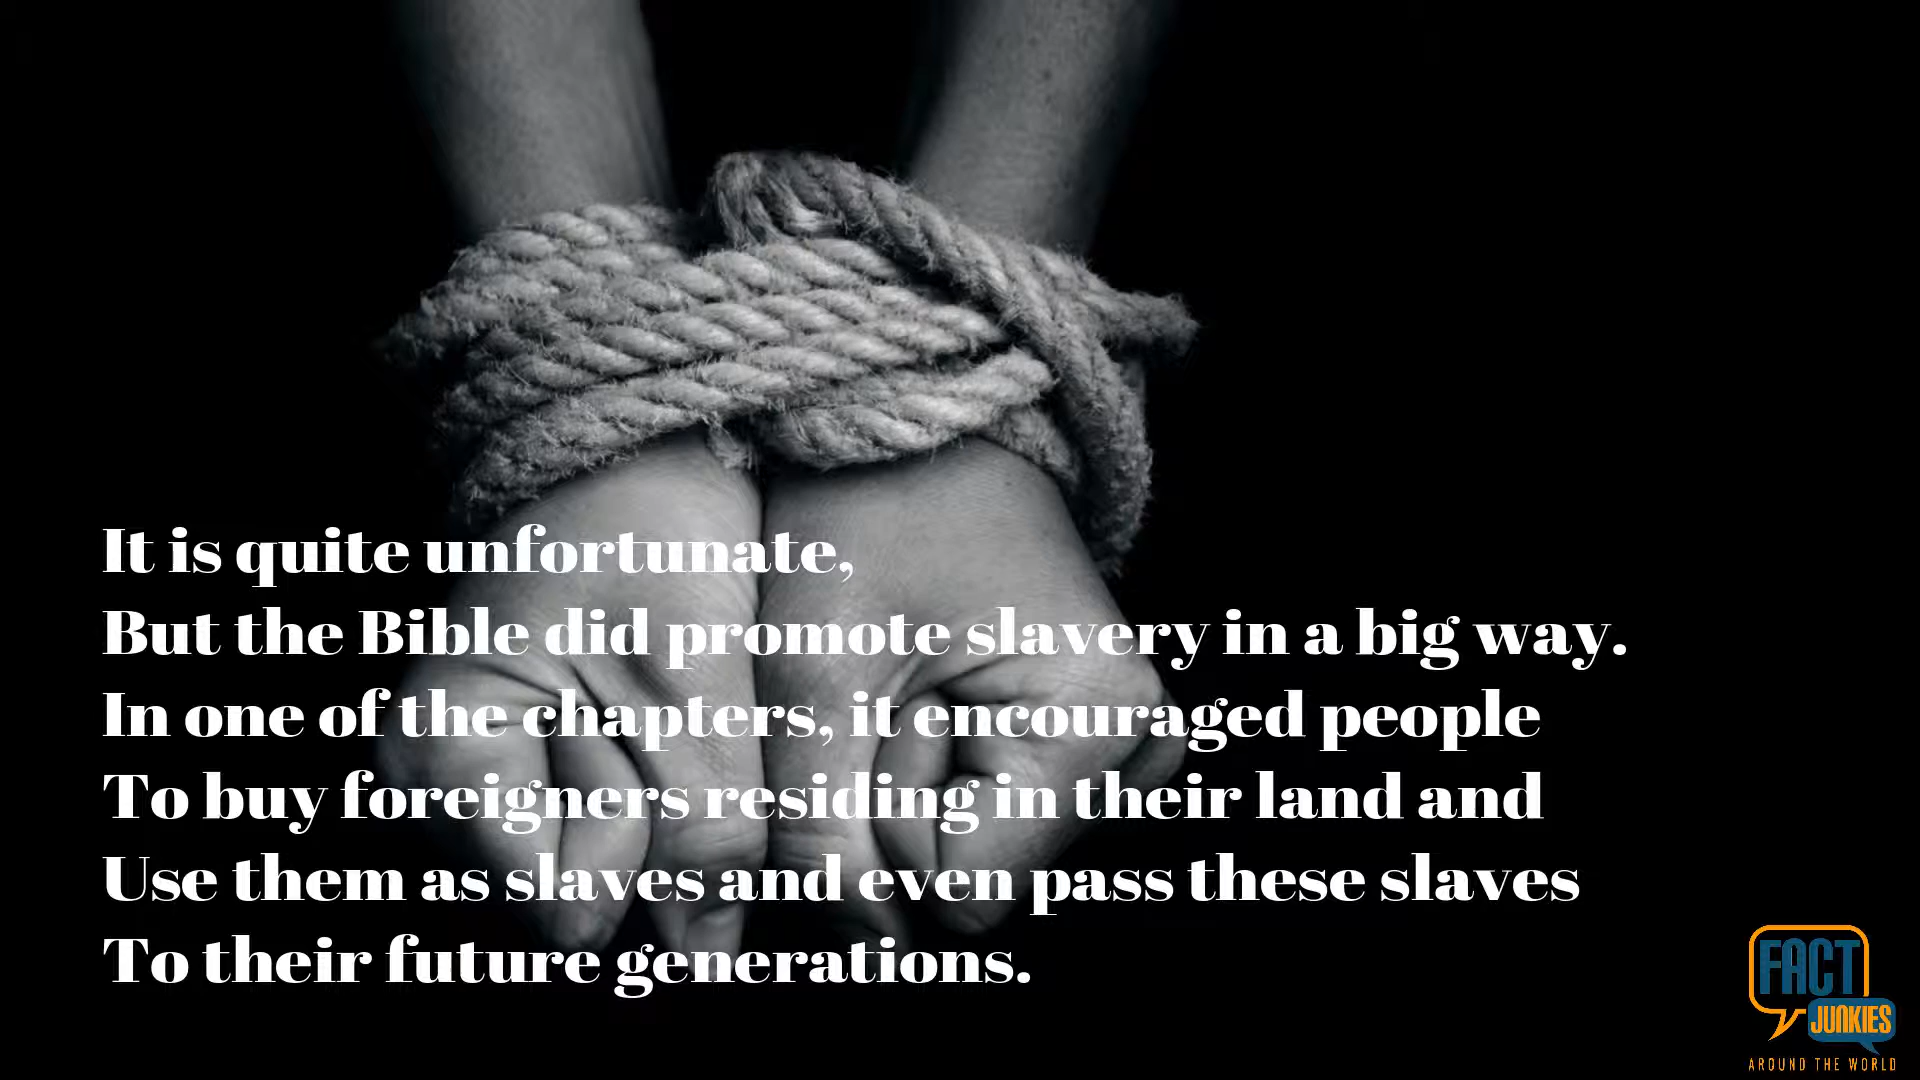 It is quite unfortunate,
But the Bible did promote slavery in a big way.
In one of the chapters, it encouraged people
To buy foreigners residing in their land and
Use them as slaves and even pass these slaves
To their future generations.
FACT
JUNKIES
AROUND THE WORLD